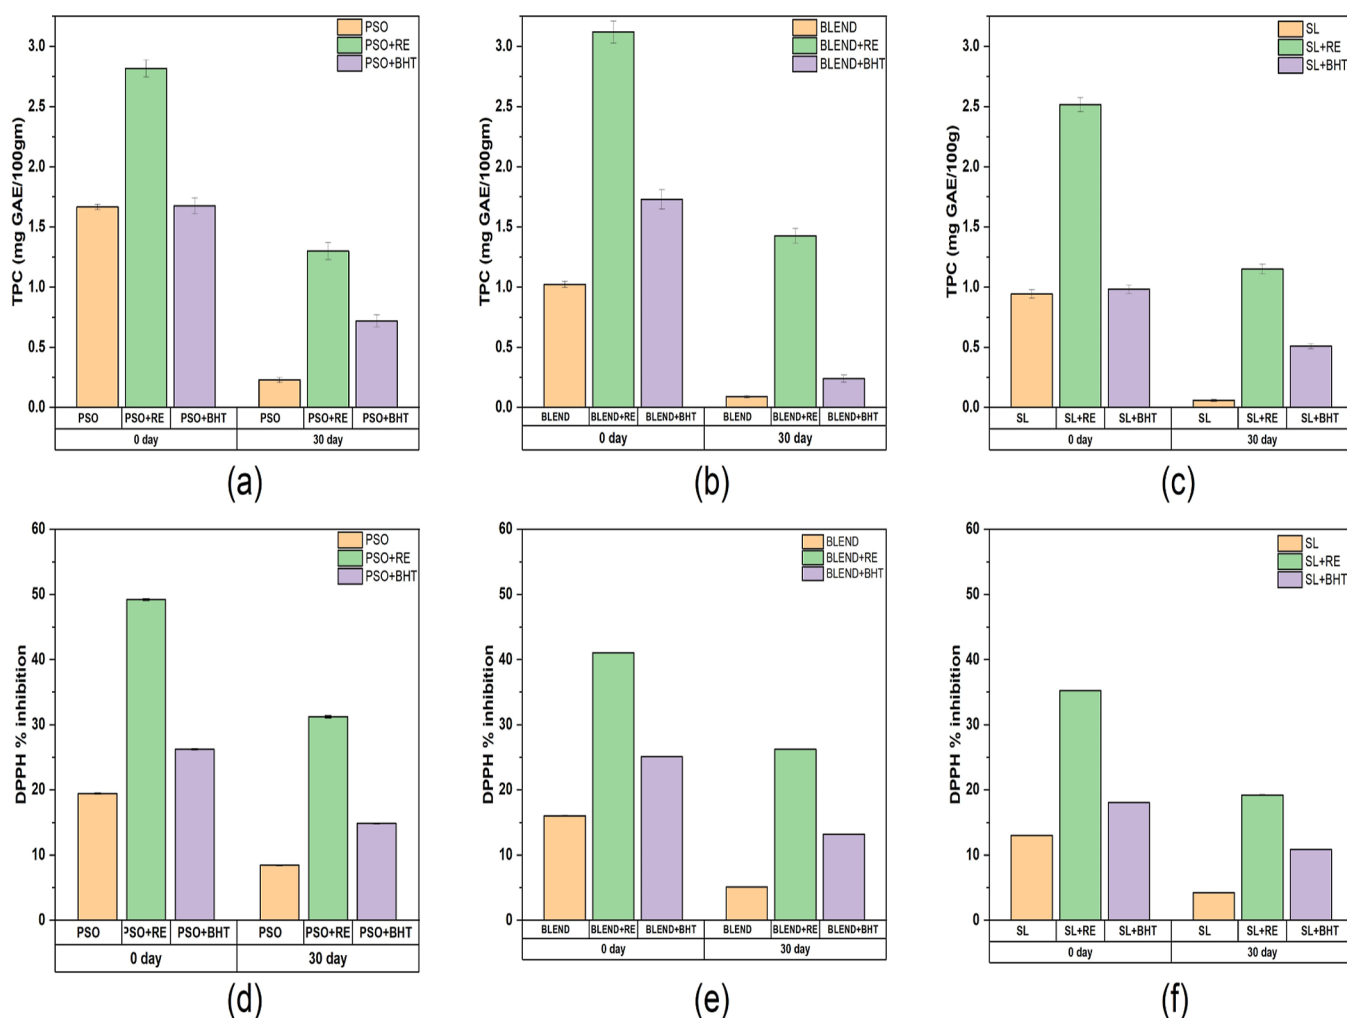 PSO
PSO+RE
PSO+BHT
3.0
2.5
2.0
1.5
1.0
0.5
0.0
TPC (mg GAE/100gm)
PSO PSO+RE PSO+BHT PSO PSO+RE PSO+BHT
0 day 30 day
(a)
BLEND
BLEND+RE
BLEND+BHT
3.0
2.5
2.0
1.5
1.0
0.5
0.0
TPC (mg GAE/100gm)
BLEND BLEND+RE BLEND+BHT BLEND BLEND+RE BLEND+BHT
0 day 30 day
(b)
SL
SL+RE
SL+BHT
3.0
2.5
2.0
1.5
1.0
0.5
0.0
TPC (mg GAE/100g)
SL SL+RE SL+BHT SL SL+RE SL+BHT
0 day 30 day
(c)
PSO
PSO+RE
PSO+BHT
60
50
40
30
20
10
0
DPPH % inhibition
PSO PSO+RE PSO+BHT PSO PSO+RE PSO+BHT
0 day 30 day
(d)
BLEND
BLEND+RE
BLEND+BHT
60
50
40
30
20
10
0
DPPH % inhibition
BLEND BLEND+RE BLEND+BHT BLEND BLEND+RE BLEND+BHT
0 day 30 day
(e)
SL
SL+RE
SL+BHT
60
50
40
30
20
10
0
DPPH % inhibition
SL SL+RE SL+BHT SL SL+RE SL+BHT
0 day 30 day
(f)